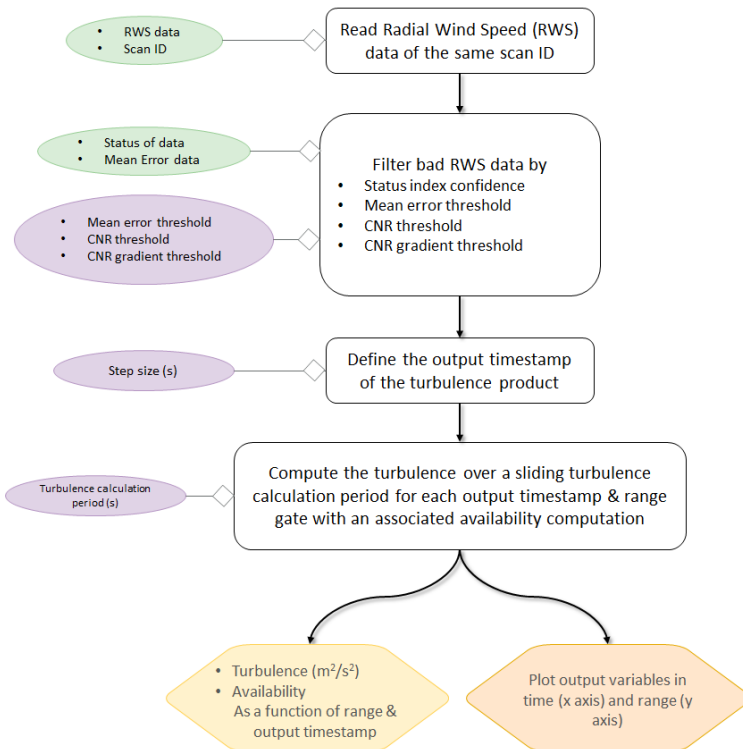 • RWS data
• Scan ID
Read Radial Wind Speed (RWS)
data of the same scan ID
• Status of data
• Mean Error data
• Mean error threshold
• CNR threshold
• CNR gradient threshold
Filter bad RWS data by
• Status index confidence
• Mean error threshold
• CNR threshold
• CNR gradient threshold
Step size (s)
Define the output timestamp
of the turbulence product
Turbulence calculation
period (s)
Compute the turbulence over a sliding turbulence
calculation period for each output timestamp & range
gate with an associated availability computation
• Turbulence (m²/s²)
• Availability
As a function of range &
output timestamp
Plot output variables in
time (x axis) and range (y
axis)